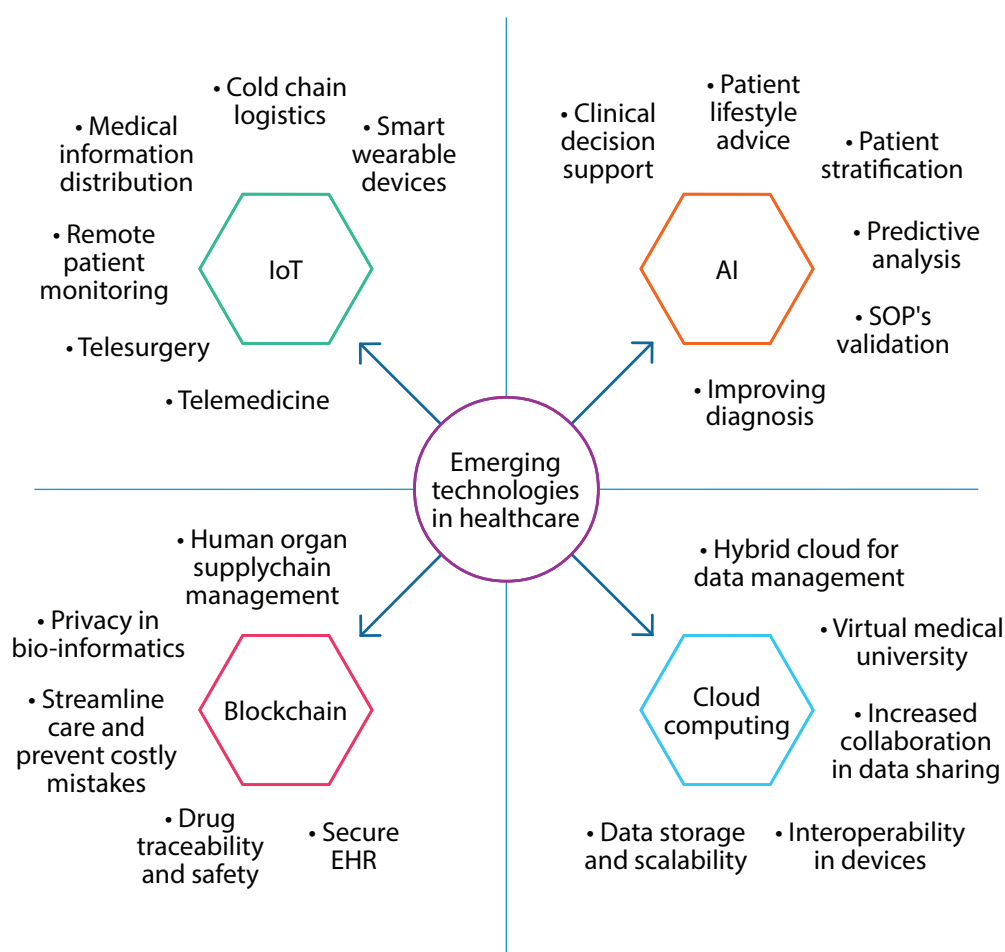 • Cold chain
logistics
• Medical
information
distribution
• Smart
wearable
devices
• Remote
patient
monitoring
IoT
• Telesurgery
• Telemedicine
• Patient
lifestyle
advice
• Clinical
decision
support
• Patient
stratification
• Predictive
analysis
AI
• SOP's
validation
• Improving
diagnosis
Emerging
technologies
in healthcare
• Human organ
supplychain
management
• Privacy in
bio-informatics
• Streamline
care and
prevent costly
mistakes
Blockchain
• Drug
traceability
and safety
• Secure
EHR
• Hybrid cloud for
data management
• Virtual medical
university
Cloud
computing
• Increased
collaboration
in data sharing
• Data storage
and scalability
• Interoperability
in devices